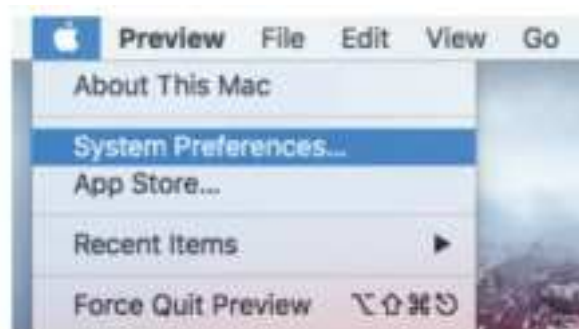 Preview File Edit View Go
About This Mac
System Preferences...
App Store...
Recent Items ▶
Force Quit Preview ⌥⇧⌘⎋